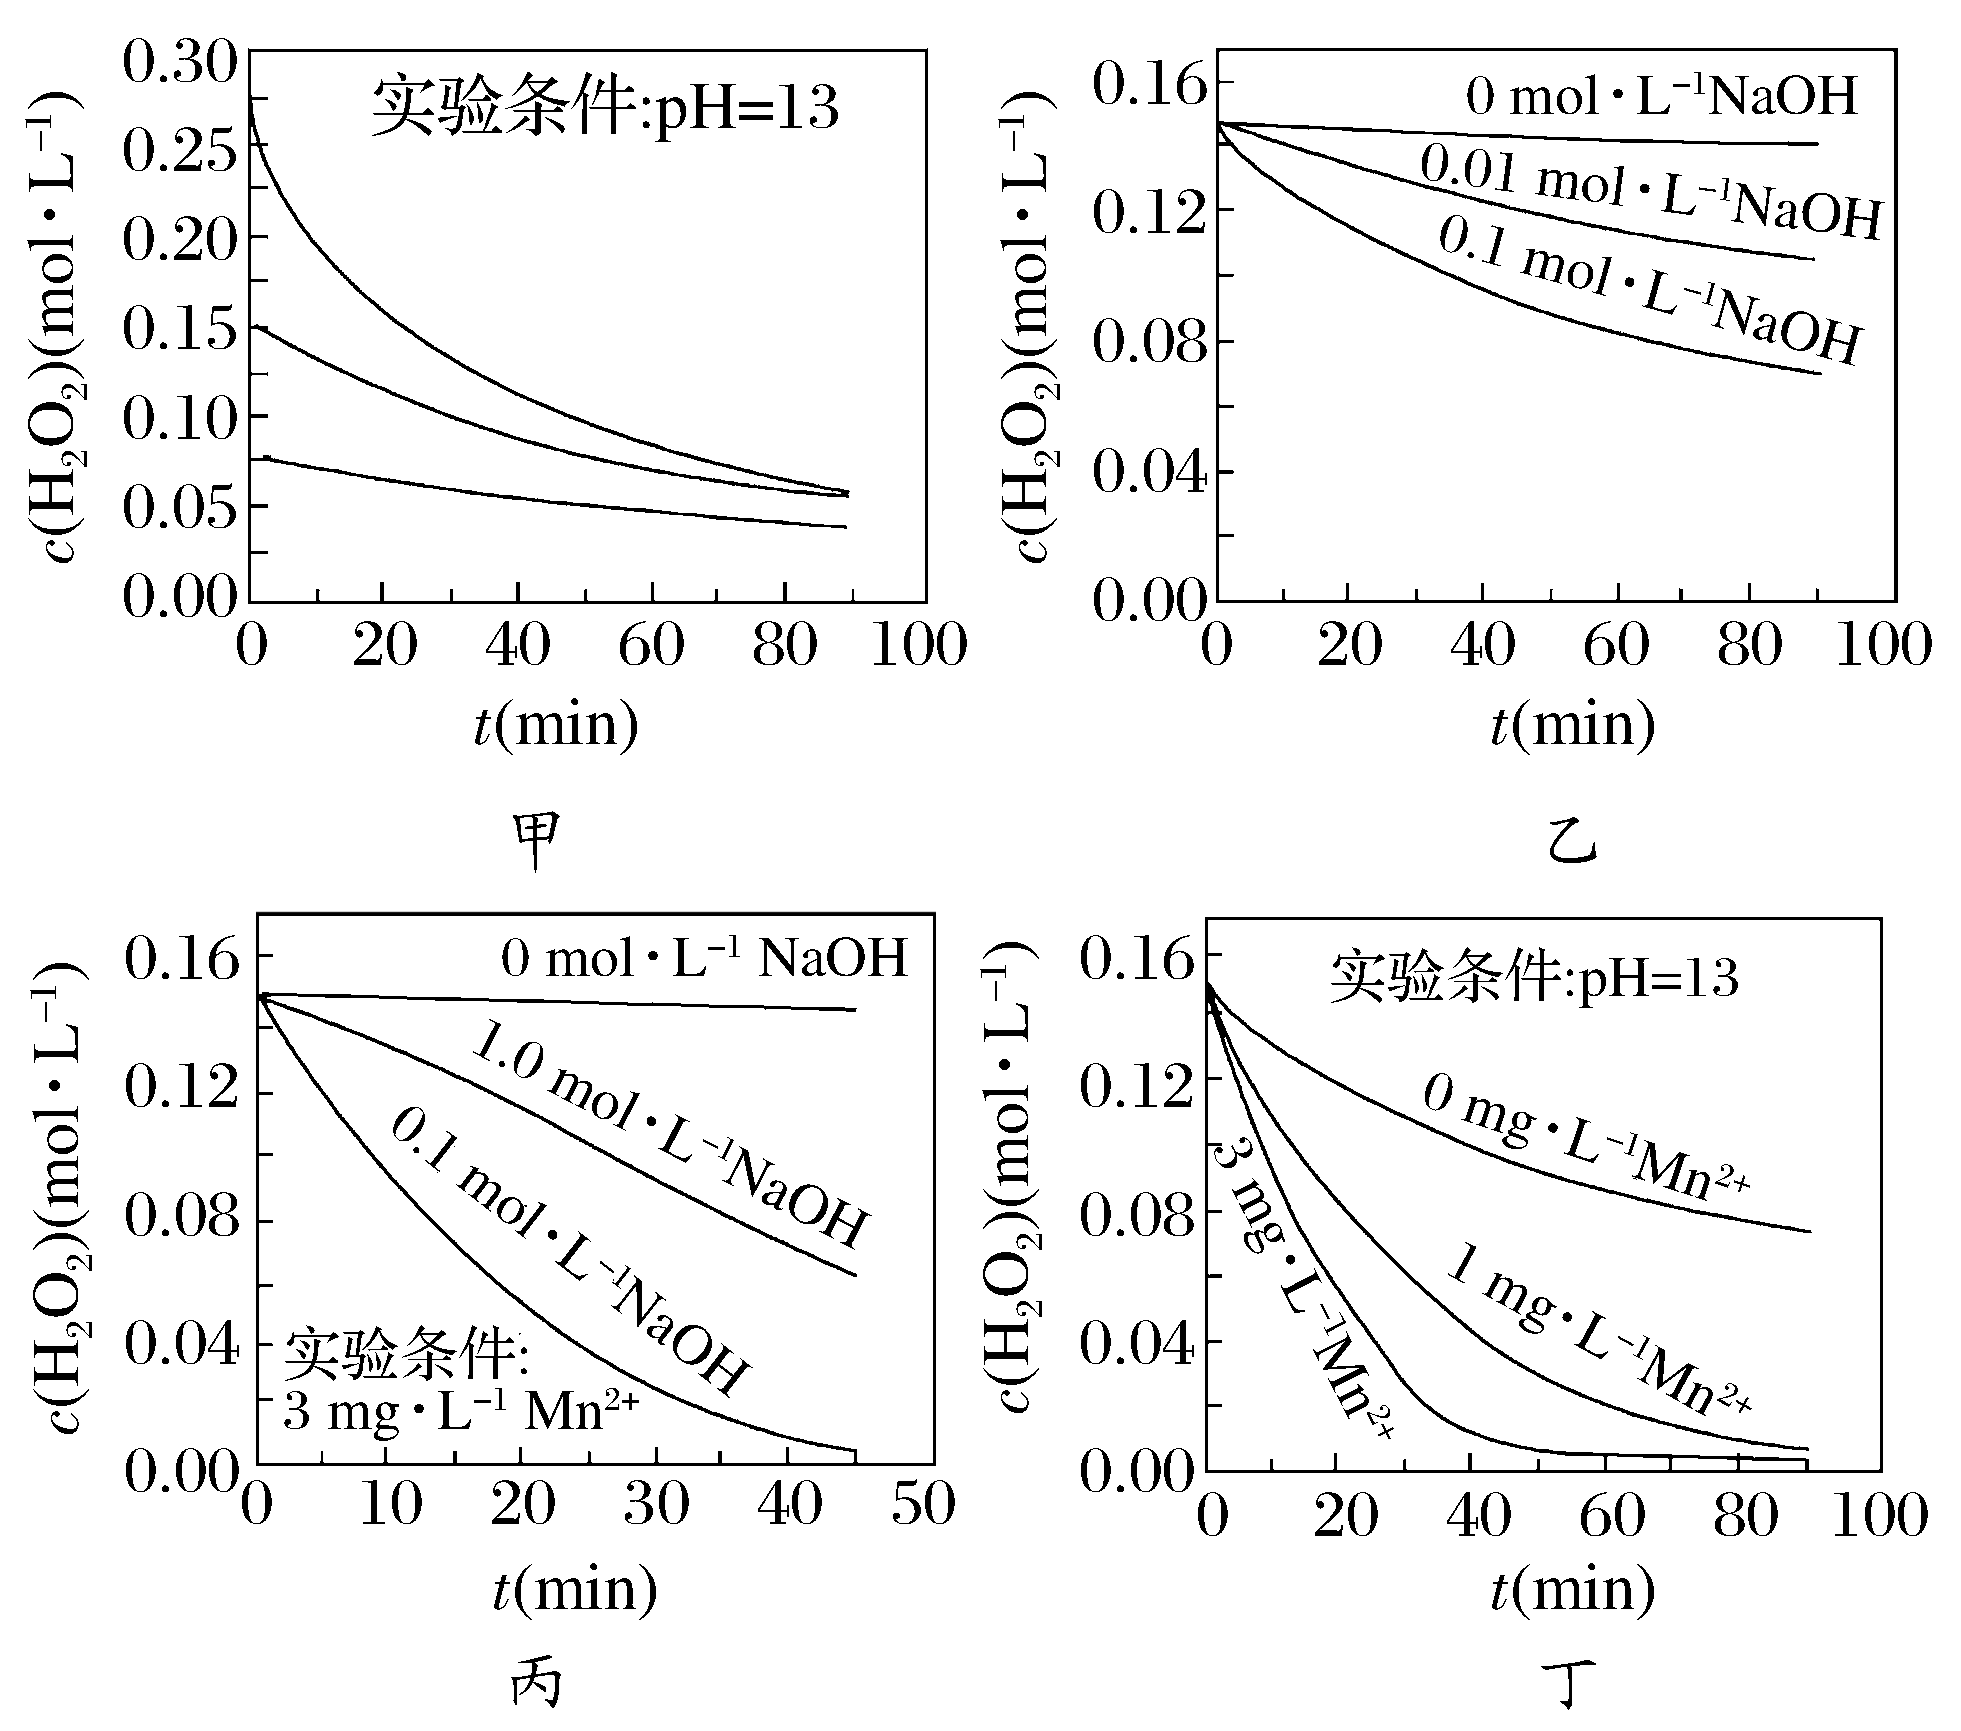 c(H₂O₂)(mol·L⁻¹)
0.30
0.25
0.20
0.15
0.10
0.05
0.00
实验条件:pH=13
0 20 40 60 80 100
t(min)
甲
c(H₂O₂)(mol·L⁻¹)
0.16
0.12
0.08
0.04
0.00
0 mol·L⁻¹NaOH
0.01 mol·L⁻¹NaOH
0.1 mol·L⁻¹NaOH
0 20 40 60 80 100
t(min)
乙
c(H₂O₂)(mol·L⁻¹)
0.16
0.12
0.08
0.04
0.00
0 mol·L⁻¹ NaOH
1.0 mol·L⁻¹NaOH
0.1 mol·L⁻¹NaOH
实验条件:
3 mg·L⁻¹ Mn²⁺
0 10 20 30 40 50
t(min)
丙
c(H₂O₂)(mol·L⁻¹)
0.16
0.12
0.08
0.04
0.00
实验条件:pH=13
0 mg·L⁻¹Mn²⁺
1 mg·L⁻¹Mn²⁺
3 mg·L⁻¹Mn²⁺
0 20 40 60 80 100
t(min)
丁